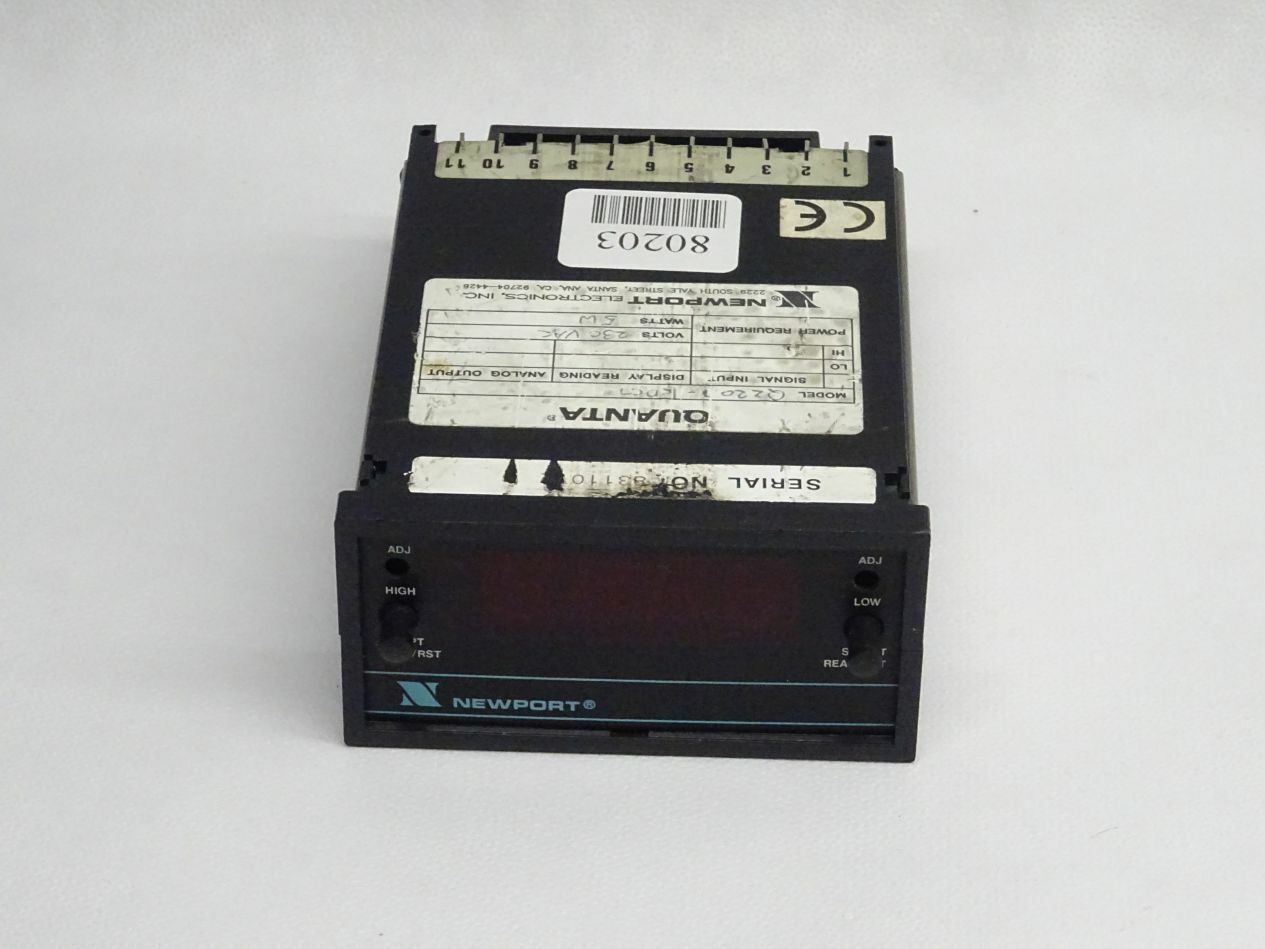 11 10 9 8 7 6 5 4 3 2 1
CE
80203
NEWPORT ELECTRONICS, INC.
2229 SOUTH YALE STREET, SANTA ANA, CA. 92704-4426
QUANTA®
MODEL
SIGNAL INPUT DISPLAY READING ANALOG OUTPUT
LO
HI
POWER REQUIREMENT VOLTS 230 VAC
WATTS 5W
SERIAL NO.
ADJ
HIGH
/RST
ADJ
LOW
NEWPORT®